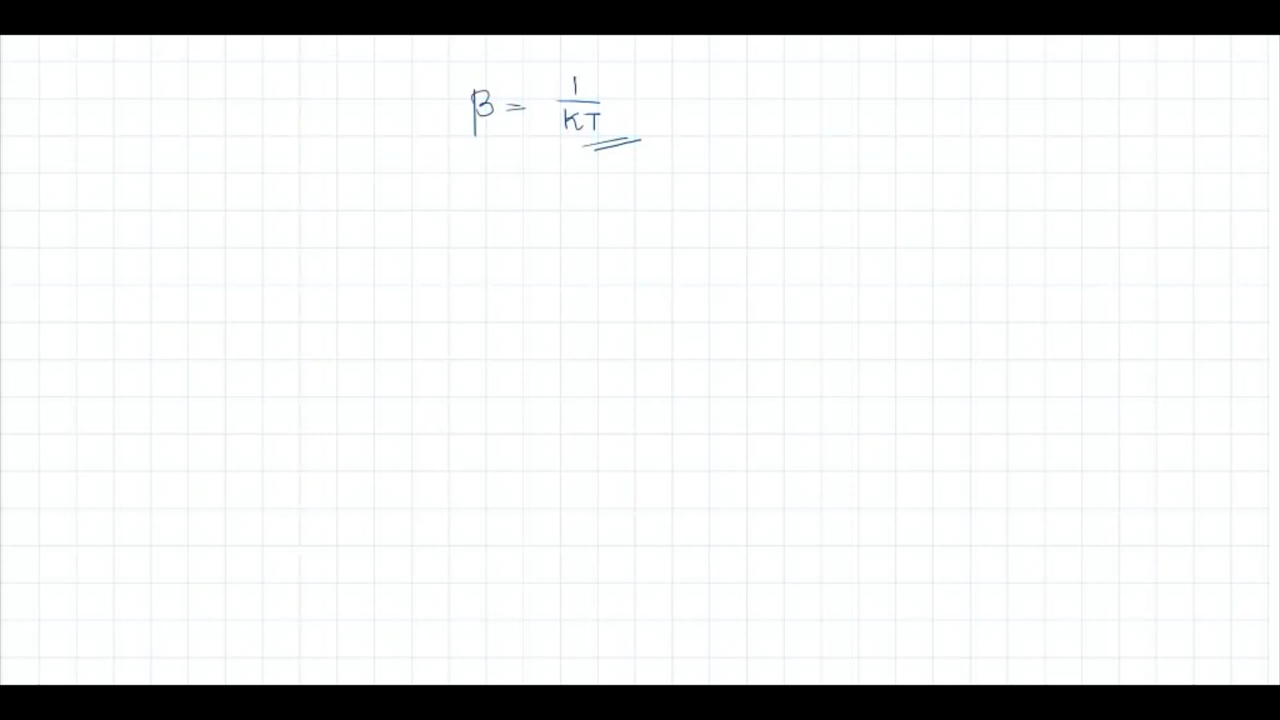 β = 1/KT